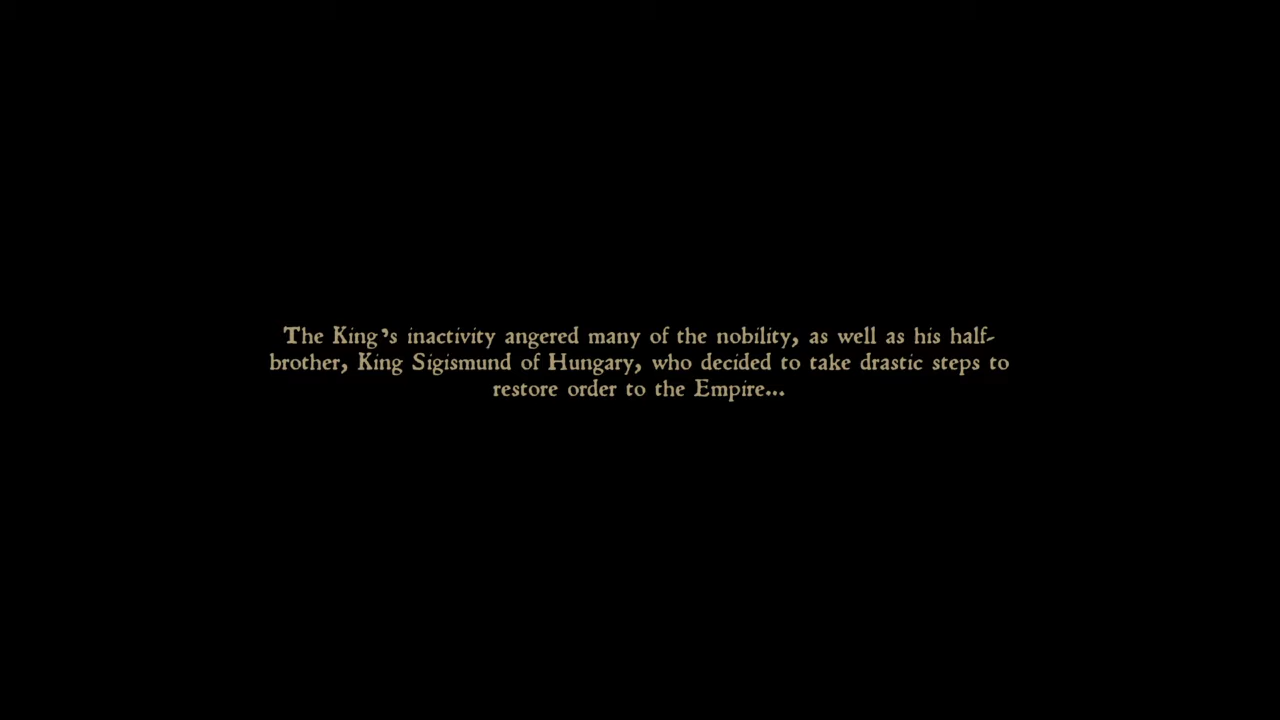 The King's inactivity angered many of the nobility, as well as his half-
brother, King Sigismund of Hungary, who decided to take drastic steps to
restore order to the Empire...